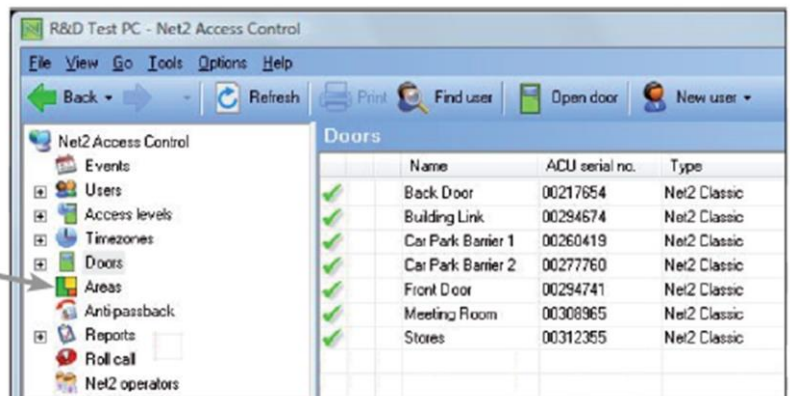 R&D Test PC - Net2 Access Control
File View Go Tools Options Help
Back Refresh Print Find user Open door New user
Net2 Access Control
Events
Users
Access levels
Timezones
Doors
Areas
Anti-passback
Reports
Roll call
Net2 operators
Doors
Name ACU serial no. Type
Back Door 00217654 Net2 Classic
Building Link 00294674 Net2 Classic
Car Park Barrier 1 00260419 Net2 Classic
Car Park Barrier 2 00277760 Net2 Classic
Front Door 00294741 Net2 Classic
Meeting Room 00308965 Net2 Classic
Stores 00312355 Net2 Classic